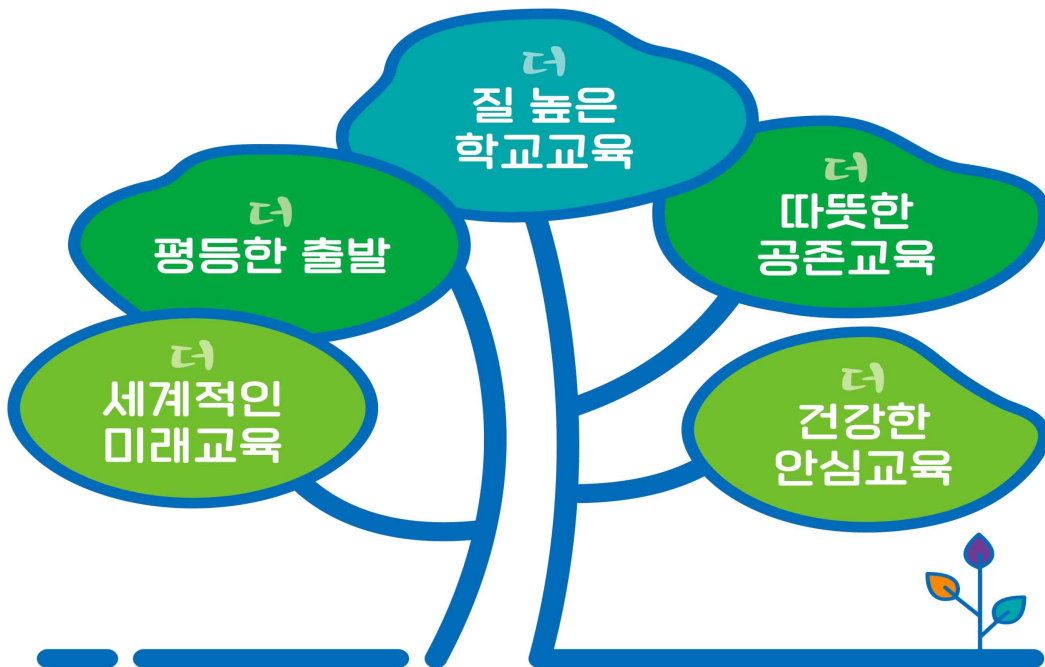 더
질 높은
학교교육
더
평등한 출발
더
따뜻한
공존교육
더
세계적인
미래교육
더
건강한
안심교육